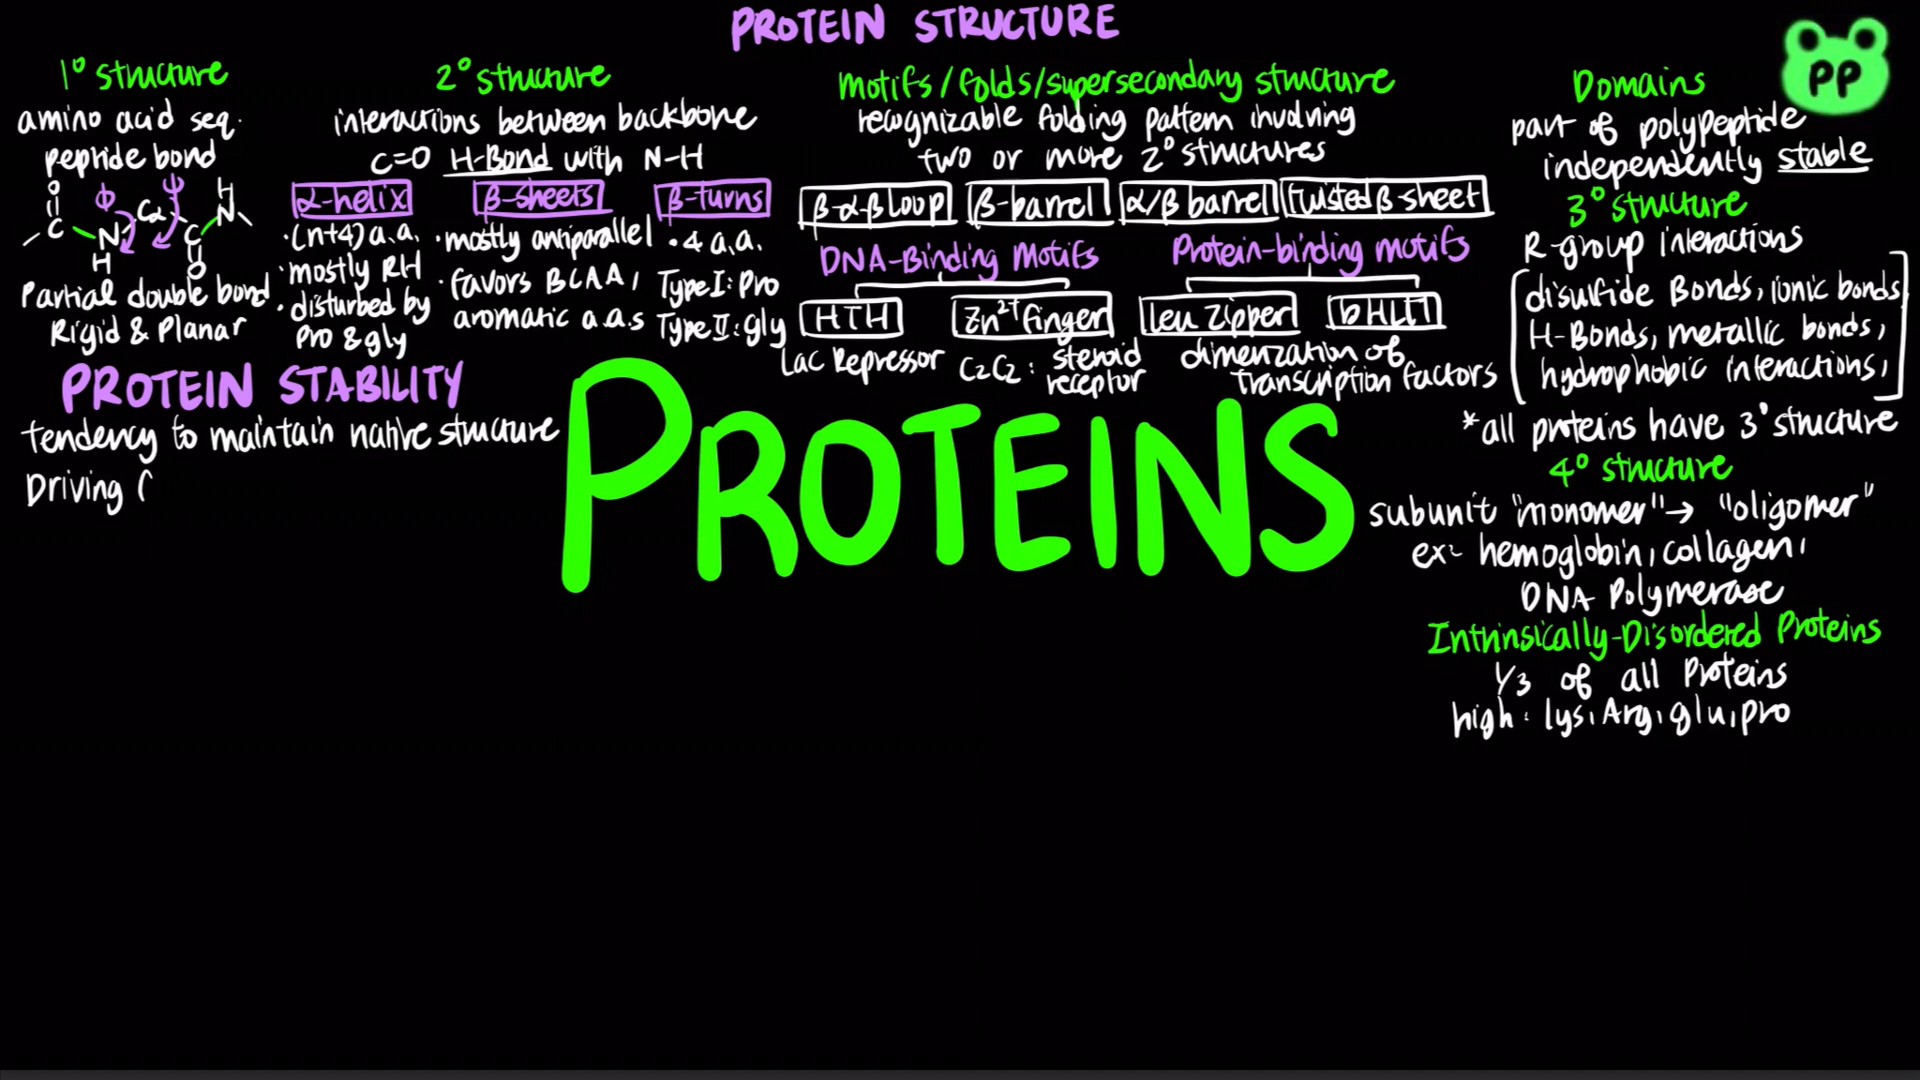 PROTEIN STRUCTURE
PP
1° structure
amino acid seq.
peptide bond
O
C
N
H
ϕ
Cα
ψ
C
O
H
N
Partial double bond
Rigid & Planar
2° structure
interactions between backbone
C=O H-Bond with N-H
α-helix
·(n+4) a.a.
·mostly RH
·disturbed by
Pro & gly
β-sheets
·mostly antiparallel
·favors BCAA,
aromatic a.a.s
β-turns
·4 a.a.
Type I: Pro
Type II: gly
motifs/folds/supersecondary structure
recognizable folding pattern involving
two or more 2° structures
β-α-β Loop
β-barrel
α/β barrel
twisted β-sheet
DNA-Binding Motifs
HTH
Lac Repressor
Zn²⁺ finger
C2C2: steroid
receptor
Protein-binding motifs
leu zipper
bHLH
dimerization of
transcription factors
Domains
part of polypeptide
independently stable
3° structure
R-group interactions
disulfide Bonds, ionic bonds
H-Bonds, metallic bonds,
hydrophobic interactions,
*all proteins have 3° structure
4° structure
subunit "monomer" → "oligomer"
ex: hemoglobin, collagen,
DNA Polymerase
Intrinsically-Disordered Proteins
1/3 of all Proteins
high: lys, Arg, glu, pro
PROTEIN STABILITY
tendency to maintain native structure
Driving (
PROTEINS